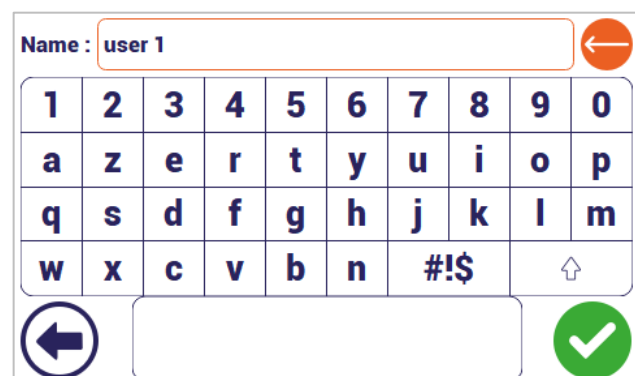 Name : user 1
1 2 3 4 5 6 7 8 9 0
a z e r t y u i o p
q s d f g h j k l m
w x c v b n #!$